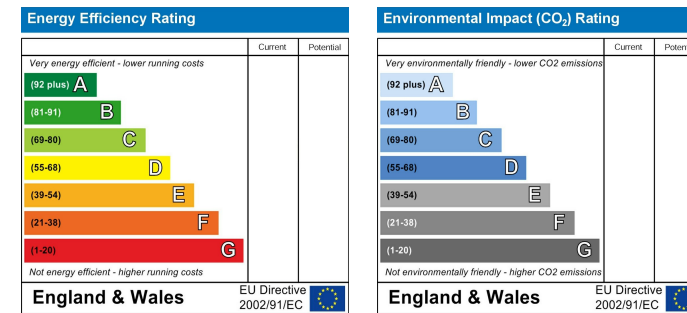 Energy Efficiency Rating
Current Potential
Very energy efficient - lower running costs
(92 plus) A
(81-91) B
(69-80) C
(55-68) D
(39-54) E
(21-38) F
(1-20) G
Not energy efficient - higher running costs
England & Wales
EU Directive
2002/91/EC
Environmental Impact (CO₂) Rating
Current Poten
Very environmentally friendly - lower CO2 emissions
(92 plus) A
(81-91) B
(69-80) C
(55-68) D
(39-54) E
(21-38) F
(1-20) G
Not environmentally friendly - higher CO2 emissions
England & Wales
EU Directive
2002/91/EC